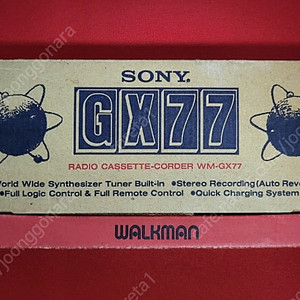 SONY.
GX77
RADIO CASSETTE-CORDER WM-GX77
World Wide Synthesizer Tuner Built-in ●Stereo Recording (Auto Reve
●Full Logic Control & Full Remote Control ●Quick Charging System
WALKMAN